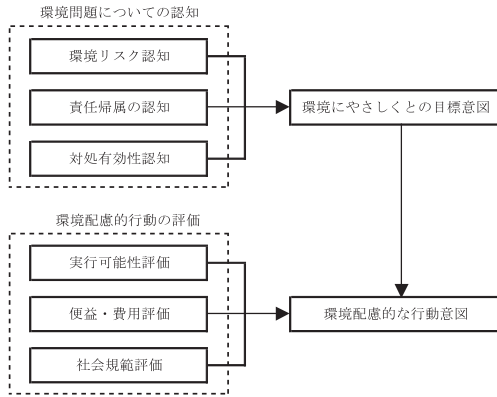 環境問題についての認知
環境リスク認知
責任帰属の認知
環境にやさしくとの目標意図
対処有効性認知
環境配慮的行動の評価
実行可能性評価
便益・費用評価
環境配慮的な行動意図
社会規範評価